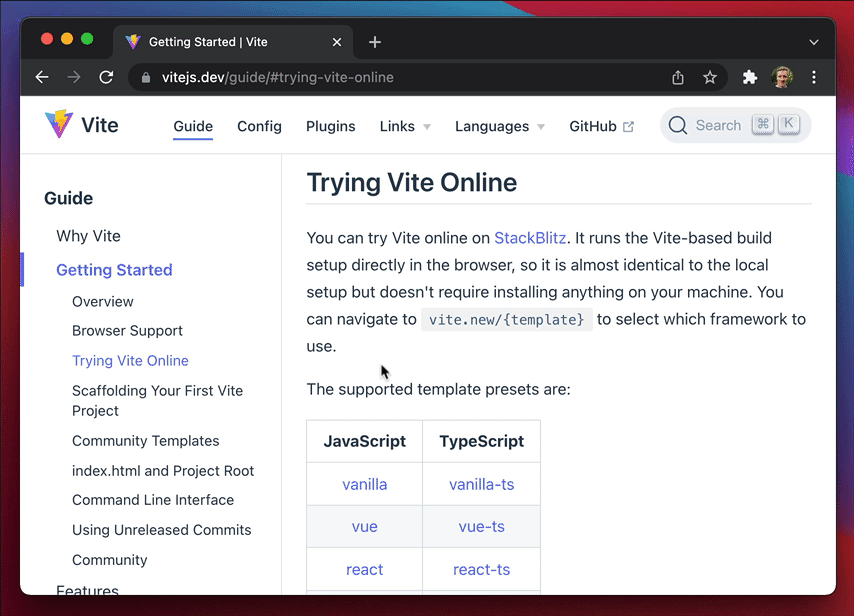 Getting Started | Vite
vitejs.dev/guide/#trying-vite-online
Vite
Guide
Config
Plugins
Links
Languages
GitHub
Search
⌘
K
Guide
Why Vite
Getting Started
Overview
Browser Support
Trying Vite Online
Scaffolding Your First Vite
Project
Community Templates
index.html and Project Root
Command Line Interface
Using Unreleased Commits
Community
Features
Trying Vite Online
You can try Vite online on StackBlitz. It runs the Vite-based build
setup directly in the browser, so it is almost identical to the local
setup but doesn't require installing anything on your machine. You
can navigate to vite.new/{template} to select which framework to
use.
The supported template presets are:
JavaScript TypeScript
vanilla vanilla-ts
vue vue-ts
react react-ts